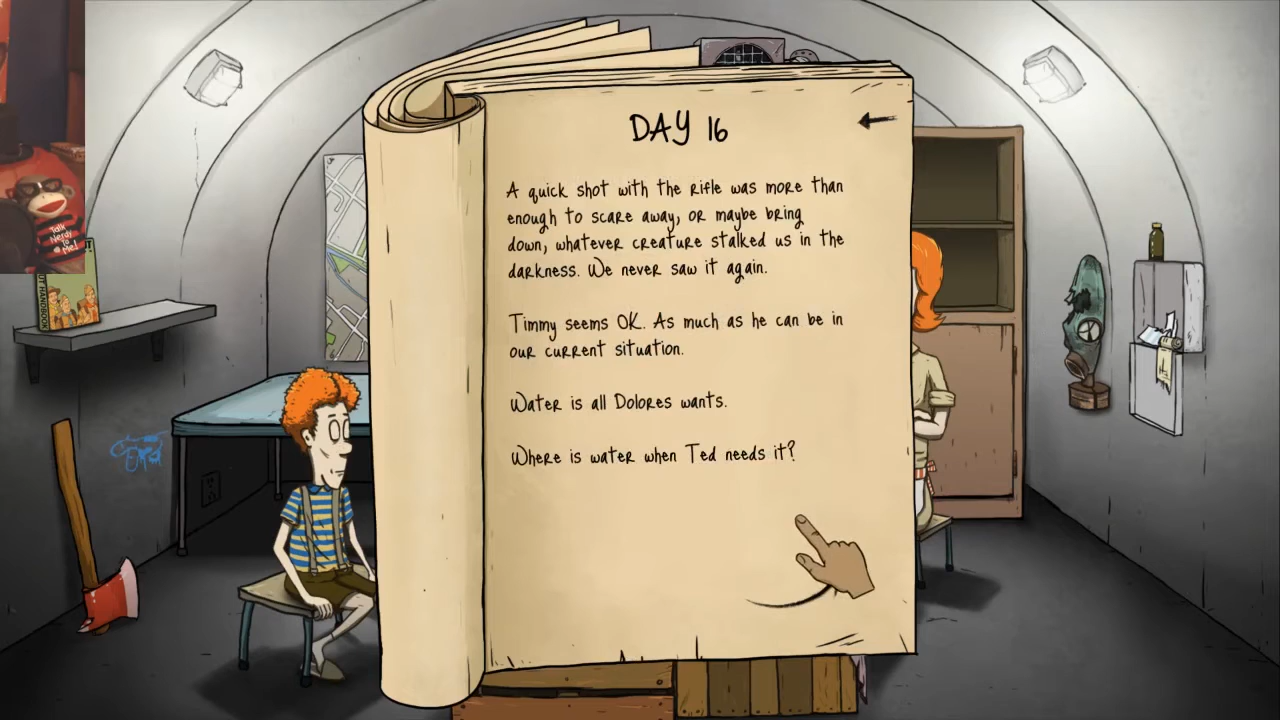 DAY 16
A quick shot with the rifle was more than
enough to scare away, or maybe bring
down, whatever creature stalked us in the
darkness. We never saw it again.
Timmy seems OK. As much as he can be in
our current situation.
Water is all Dolores wants.
Where is water when Ted needs it?
Talk
Nerdy
to
Me!
HANDBOOK